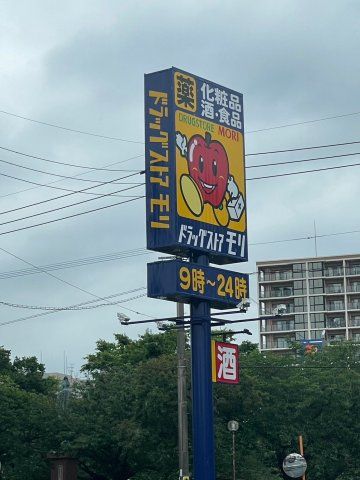 薬
化粧品
酒・食品
DRUGSTORE MORI
ドラッグストア モリ
ドラッグストア モリ
9時～24時
酒